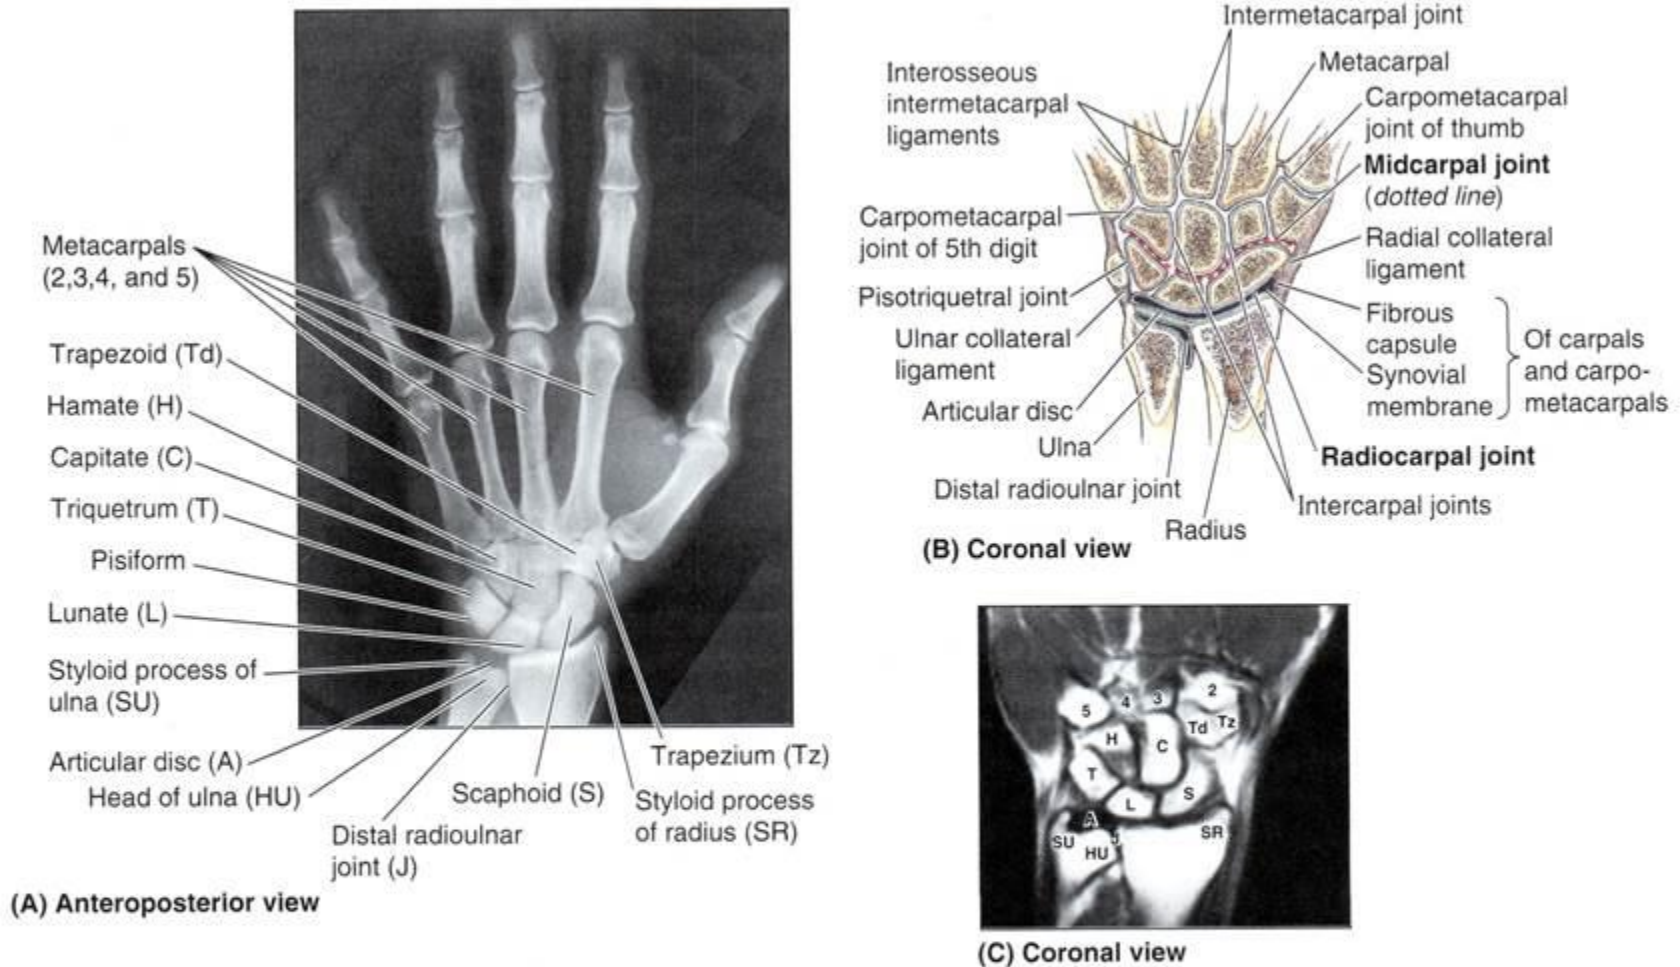 Metacarpals
(2,3,4, and 5)
Trapezoid (Td)
Hamate (H)
Capitate (C)
Triquetrum (T)
Pisiform
Lunate (L)
Styloid process of
ulna (SU)
Articular disc (A)
Head of ulna (HU)
Distal radioulnar
joint (J)
Scaphoid (S)
Trapezium (Tz)
Styloid process
of radius (SR)
(A) Anteroposterior view
Intermetacarpal joint
Interosseous
intermetacarpal
ligaments
Metacarpal
Carpometacarpal
joint of thumb
Midcarpal joint
(dotted line)
Carpometacarpal
joint of 5th digit
Radial collateral
ligament
Pisotriquetral joint
Fibrous
capsule
Synovial
membrane
Of carpals
and carpo-
metacarpals
Ulnar collateral
ligament
Articular disc
Ulna
Radiocarpal joint
Distal radioulnar joint
Intercarpal joints
Radius
(B) Coronal view
5
4
3
2
Td
Tz
H
C
T
L
S
A
J
SU
HU
SR
(C) Coronal view